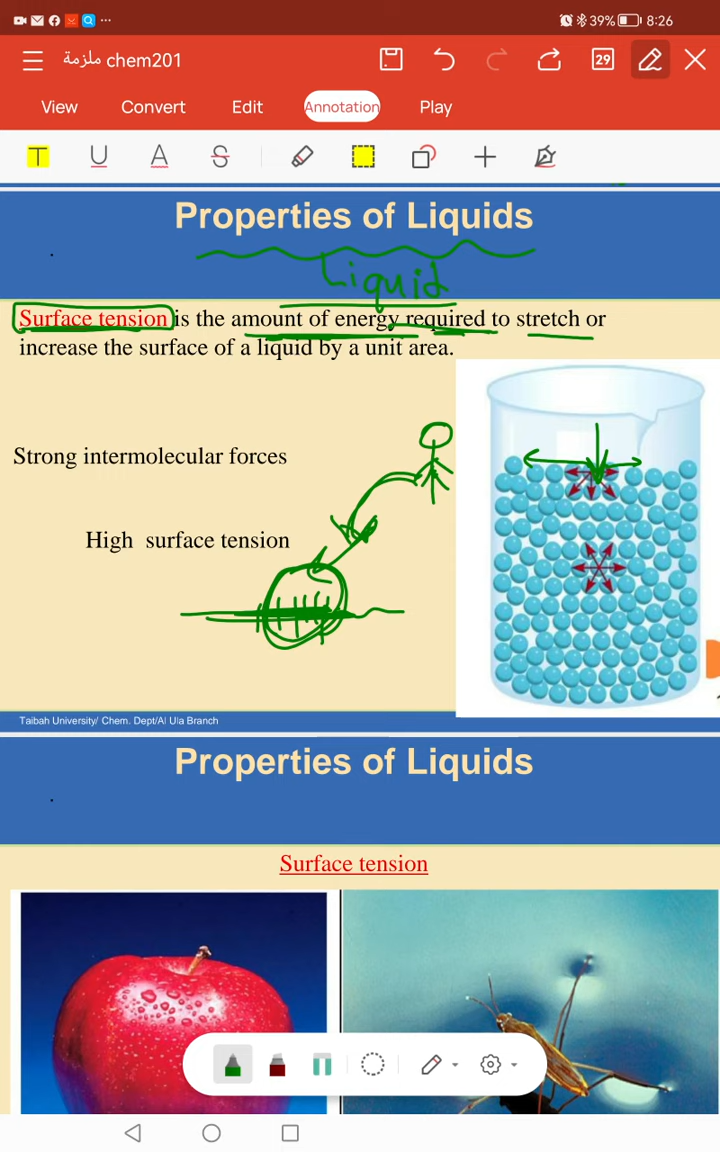 39% 8:26
ملزمة chem201
29
View Convert Edit Annotation Play
T U A S
Properties of Liquids
Liquid
Surface tension is the amount of energy required to stretch or
increase the surface of a liquid by a unit area.
Strong intermolecular forces
High surface tension
Taibah University/ Chem. Dept/Al Ula Branch
Properties of Liquids
Surface tension